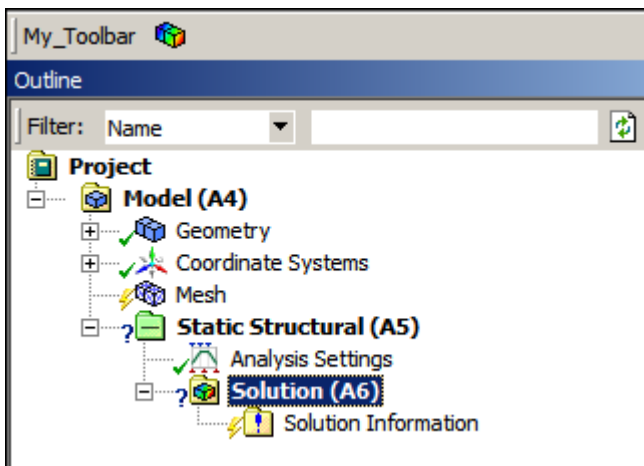 My_Toolbar
Outline
Filter: Name
Project
Model (A4)
Geometry
Coordinate Systems
Mesh
Static Structural (A5)
Analysis Settings
Solution (A6)
Solution Information